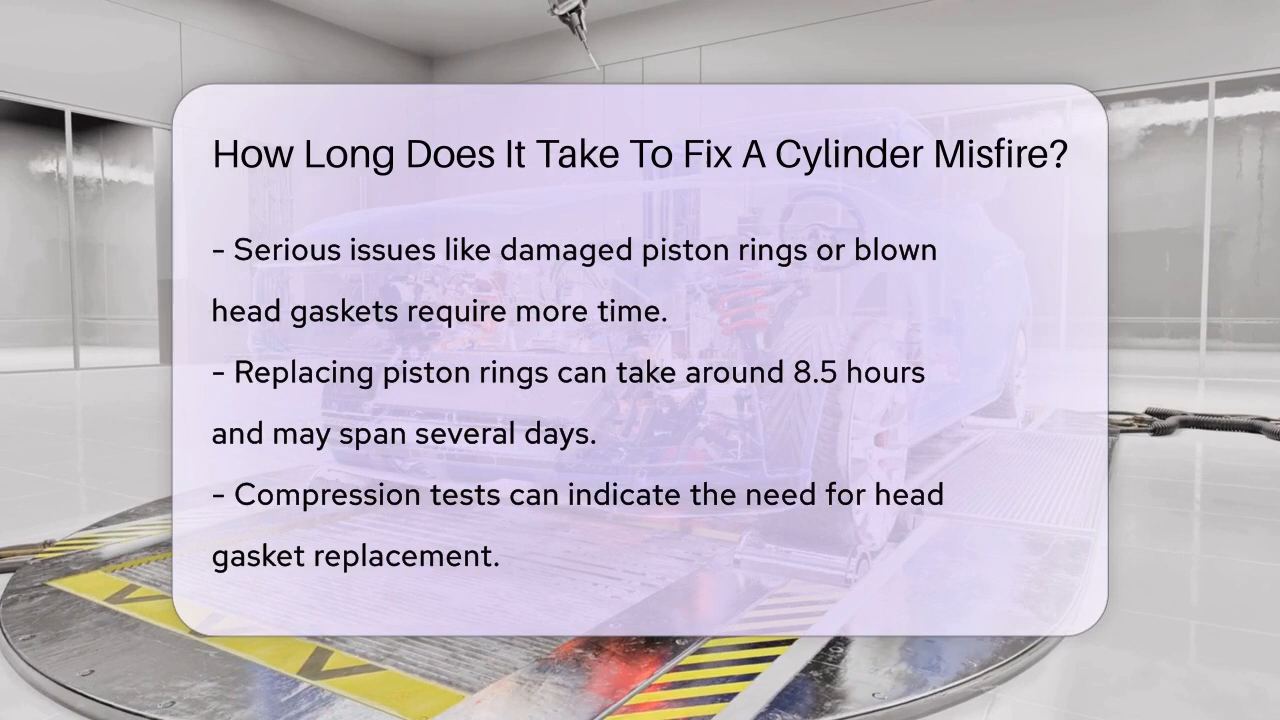 How Long Does It Take To Fix A Cylinder Misfire?
- Serious issues like damaged piston rings or blown
head gaskets require more time.
- Replacing piston rings can take around 8.5 hours
and may span several days.
- Compression tests can indicate the need for head
gasket replacement.